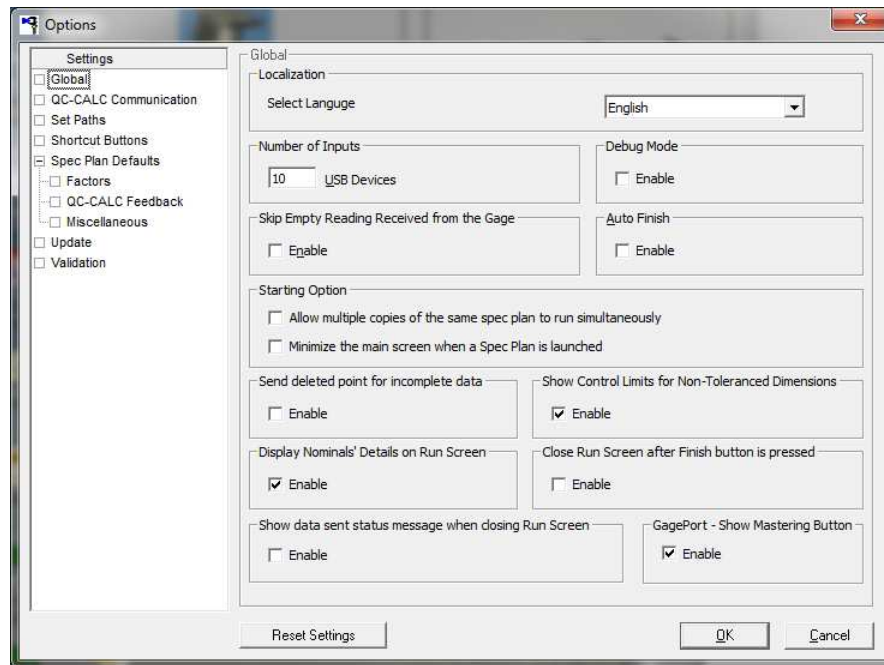 Options
Settings
Global
QC-CALC Communication
Set Paths
Shortcut Buttons
Spec Plan Defaults
Factors
QC-CALC Feedback
Miscellaneous
Update
Validation
Global
Localization
Select Languge
English
Number of Inputs
10 USB Devices
Debug Mode
Enable
Skip Empty Reading Received from the Gage
Enable
Auto Finish
Enable
Starting Option
Allow multiple copies of the same spec plan to run simultaneously
Minimize the main screen when a Spec Plan is launched
Send deleted point for incomplete data
Enable
Show Control Limits for Non-Toleranced Dimensions
Enable
Display Nominals' Details on Run Screen
Enable
Close Run Screen after Finish button is pressed
Enable
Show data sent status message when closing Run Screen
Enable
GagePort - Show Mastering Button
Enable
Reset Settings
OK
Cancel